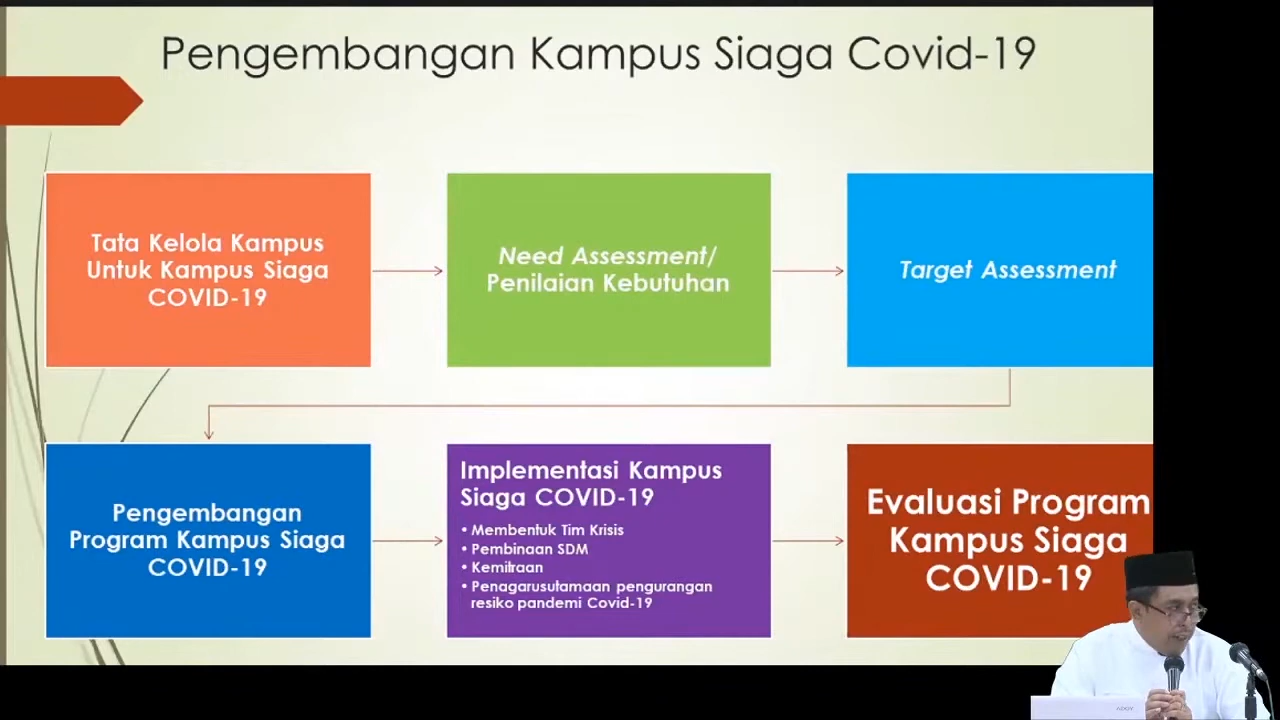 Pengembangan Kampus Siaga Covid-19
Tata Kelola Kampus
Untuk Kampus Siaga
COVID-19
Need Assessment/
Penilaian Kebutuhan
Target Assessment
Pengembangan
Program Kampus Siaga
COVID-19
Implementasi Kampus
Siaga COVID-19
• Membentuk Tim Krisis
• Pembinaan SDM
• Kemitraan
• Penagarusutamaan pengurangan
resiko pandemi Covid-19
Evaluasi Program
Kampus Siaga
COVID-19